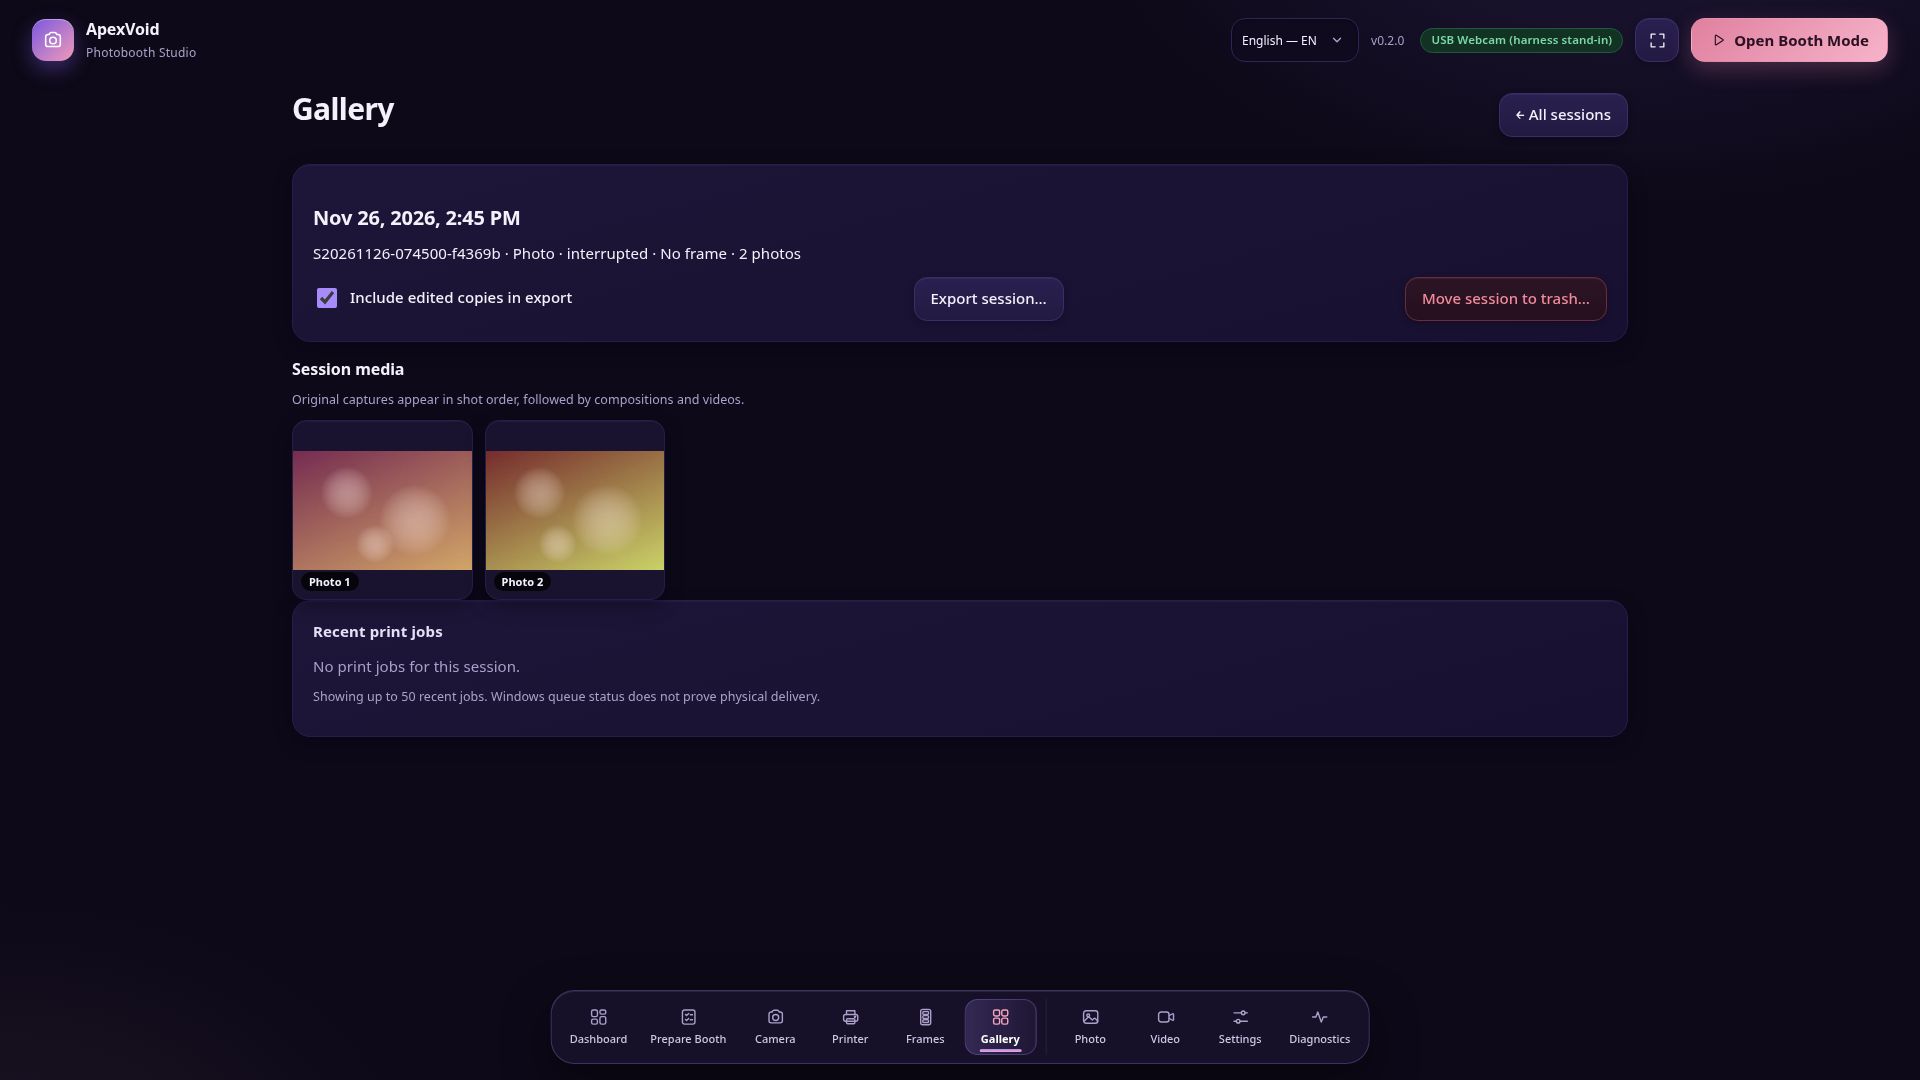 ApexVoid
Photobooth Studio
English — EN
v0.2.0
USB Webcam (harness stand-in)
Open Booth Mode
Gallery
← All sessions
Nov 26, 2026, 2:45 PM
S20261126-074500-f4369b · Photo · interrupted · No frame · 2 photos
Include edited copies in export
Export session...
Move session to trash...
Session media
Original captures appear in shot order, followed by compositions and videos.
Photo 1
Photo 2
Recent print jobs
No print jobs for this session.
Showing up to 50 recent jobs. Windows queue status does not prove physical delivery.
Dashboard
Prepare Booth
Camera
Printer
Frames
Gallery
Photo
Video
Settings
Diagnostics